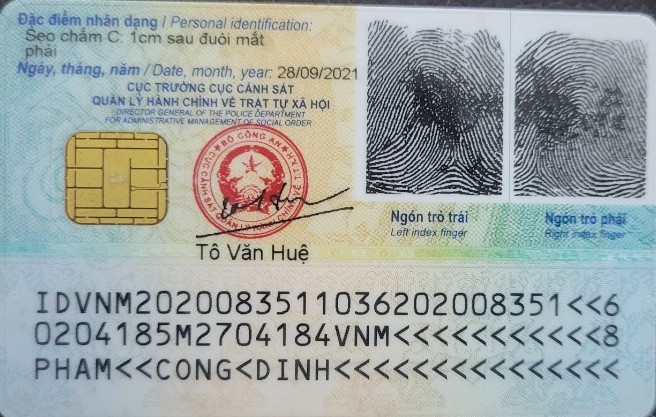 Đặc điểm nhân dạng / Personal identification:
Sẹo chấm C: 1cm sau đuôi mắt
phải
Ngày, tháng, năm / Date, month, year: 28/09/2021
CỤC TRƯỞNG CỤC CẢNH SÁT
QUẢN LÝ HÀNH CHÍNH VỀ TRẬT TỰ XÃ HỘI
DIRECTOR GENERAL OF THE POLICE DEPARTMENT
FOR ADMINISTRATIVE MANAGEMENT OF SOCIAL ORDER
BỘ CÔNG AN
Tô Văn Huệ
Ngón trỏ trái
Left index finger
Ngón trỏ phải
Right index finger
IDVNM2020083511036202008351<<6
0204185M2704184VNM<<<<<<<<<<<8
PHAM<<CONG<DINH<<<<<<<<<<<<<<<